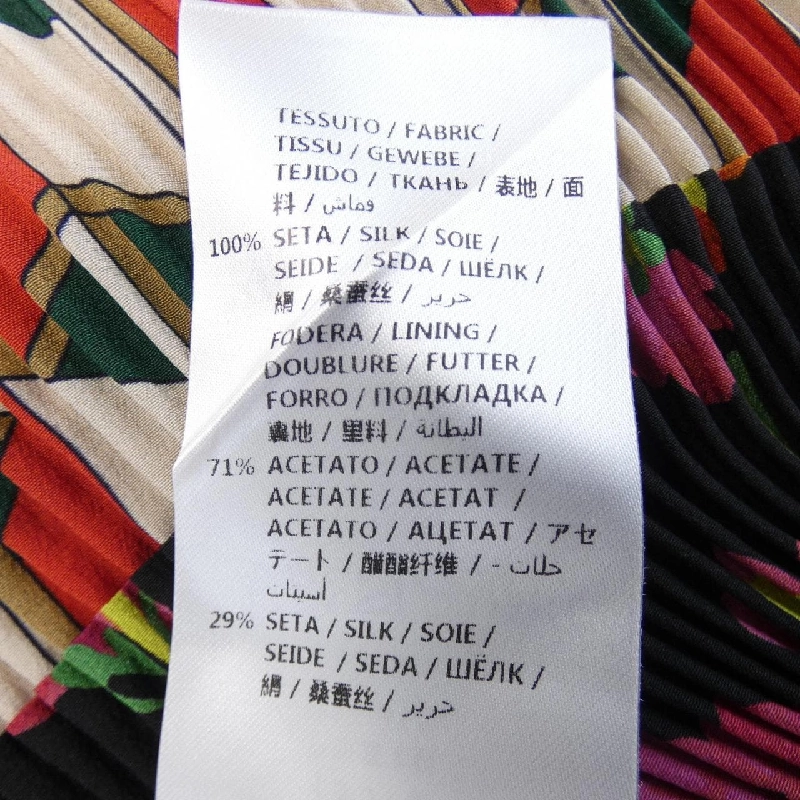 TESSUTO / FABRIC /
TISSU / GEWEBE /
TEJIDO / ТКАНЬ / 表地 / 面
料 / قماش
100% SETA / SILK / SOIE /
SEIDE / SEDA / ШЁЛК /
絹 / 桑蚕丝 / حرير
FODERA / LINING /
DOUBLURE / FUTTER /
FORRO / ПОДКЛАДКА /
裏地 / 里料 / البطانة
71% ACETATO / ACETATE /
ACETATE / ACETAT /
ACETATO / АЦЕТАТ / アセ
テート / 醋酯纤维 / - خلات
أسيتات
29% SETA / SILK / SOIE /
SEIDE / SEDA / ШЁЛК /
絹 / 桑蚕丝 / حرير